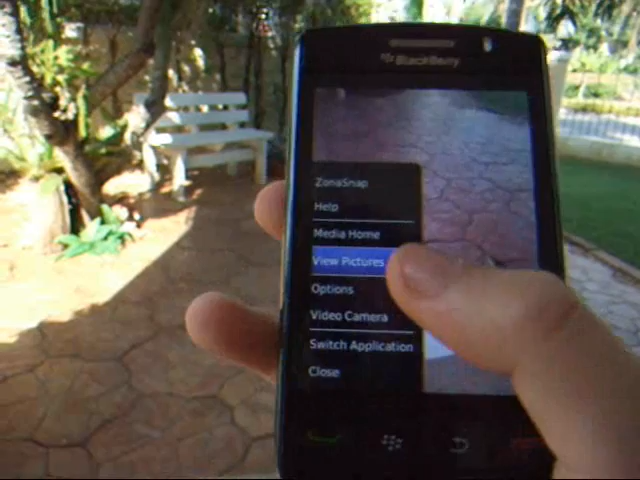 BlackBerry
ZonaSnap
Help
Media Home
View Pictures
Options
Video Camera
Switch Application
Close